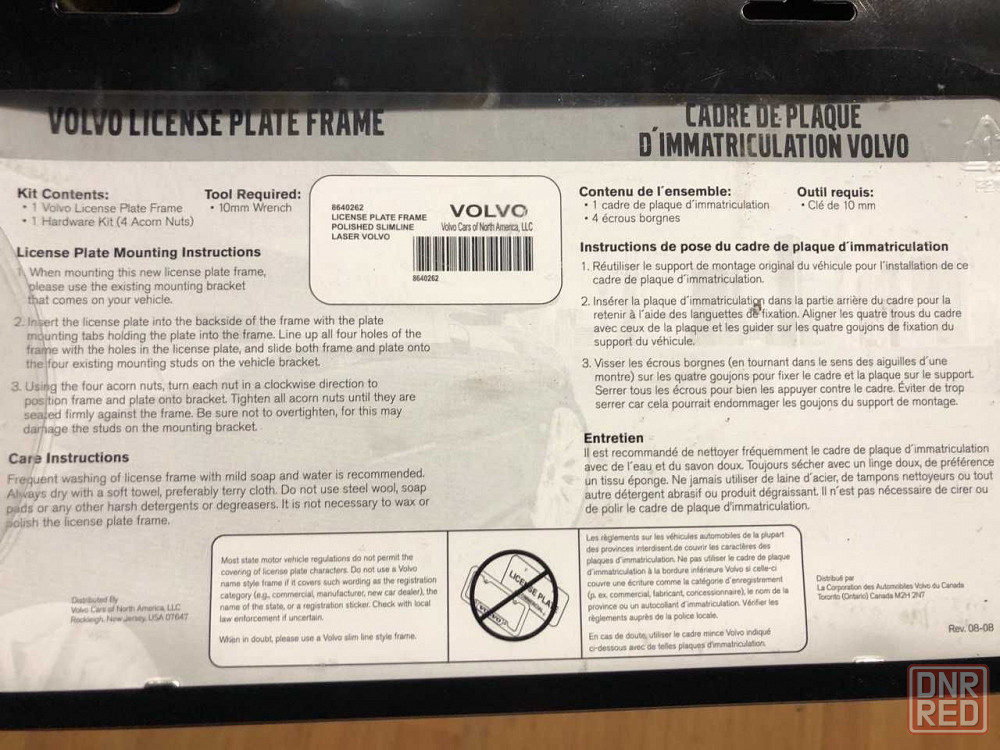 VOLVO LICENSE PLATE FRAME
Kit Contents:
• 1 Volvo License Plate Frame
• 1 Hardware Kit (4 Acorn Nuts)
Tool Required:
• 10mm Wrench
8640262
LICENSE PLATE FRAME
POLISHED SLIMLINE
LASER VOLVO
VOLVO
Volvo Cars of North America, LLC
8640262
License Plate Mounting Instructions
1. When mounting this new license plate frame,
please use the existing mounting bracket
that comes on your vehicle.
2. Insert the license plate into the backside of the frame with the plate
mounting tabs holding the plate into the frame. Line up all four holes of the
frame with the holes in the license plate, and slide both frame and plate onto
the four existing mounting studs on the vehicle bracket.
3. Using the four acorn nuts, turn each nut in a clockwise direction to
position frame and plate onto bracket. Tighten all acorn nuts until they are
sealed firmly against the frame. Be sure not to overtighten, for this may
damage the studs on the mounting bracket.
Care Instructions
Frequent washing of license frame with mild soap and water is recommended.
Always dry with a soft towel, preferably terry cloth. Do not use steel wool, soap
pads or any other harsh detergents or degreasers. It is not necessary to wax or
polish the license plate frame.
Distributed By
Volvo Cars of North America, LLC
Rockleigh, New Jersey, USA 07647
Most state motor vehicle regulations do not permit the
covering of license plate characters. Do not use a Volvo
name style frame if it covers such wording as the registration
category (e.g., commercial, manufacturer, new car dealer), the
name of the state, or a registration sticker. Check with local
law enforcement if uncertain.
When in doubt, please use a Volvo slim line style frame.
LICENSE PLA
COMMERCIAL
VOLVO
CADRE DE PLAQUE
D´IMMATRICULATION VOLVO
Contenu de l´ensemble:
• 1 cadre de plaque d´immatriculation
• 4 écrous borgnes
Outil requis:
• Clé de 10 mm
Instructions de pose du cadre de plaque d´immatriculation
1. Réutiliser le support de montage original du véhicule pour l´installation de ce
cadre de plaque d´immatriculation.
2. Insérer la plaque d´immatriculation dans la partie arrière du cadre pour la
retenir à l´aide des languettes de fixation. Aligner les quatre trous du cadre
avec ceux de la plaque et les guider sur les quatre goujons de fixation du
support du véhicule.
3. Visser les écrous borgnes (en tournant dans le sens des aiguilles d´une
montre) sur les quatre goujons pour fixer le cadre et la plaque sur le support.
Serrer tous les écrous pour bien les appuyer contre le cadre. Éviter de trop
serrer car cela pourrait endommager les goujons du support de montage.
Entretien
Il est recommandé de nettoyer fréquemment le cadre de plaque d´immatriculation
avec de l´eau et du savon doux. Toujours sécher avec un linge doux, de préférence
un tissu éponge. Ne jamais utiliser de laine d´acier, de tampons nettoyeurs ou tout
autre détergent abrasif ou produit dégraissant. Il n´est pas nécessaire de cirer ou
de polir le cadre de plaque d'immatriculation.
Les règlements sur les véhicules automobiles de la plupart
des provinces interdisent de couvrir les caractères des
plaques d´immatriculation. Ne pas utiliser le cadre de plaque
d´immatriculation à la bordure inférieure Volvo si celle-ci
couvre une écriture comme la catégorie d´enregistrement
(p. ex. commercial, fabricant, concessionnaire), le nom de la
province ou un autocollant d´immatriculation. Vérifier les
règlements auprès de la police locale.
En cas de doute, utiliser le cadre mince Volvo indiqué
ci-dessous avec de telles plaques d'immatriculation.
Distribué par
La Corporation des Automobiles Volvo du Canada
Toronto (Ontario) Canada M2H 2N7
Rev. 08-08
DNR
RED